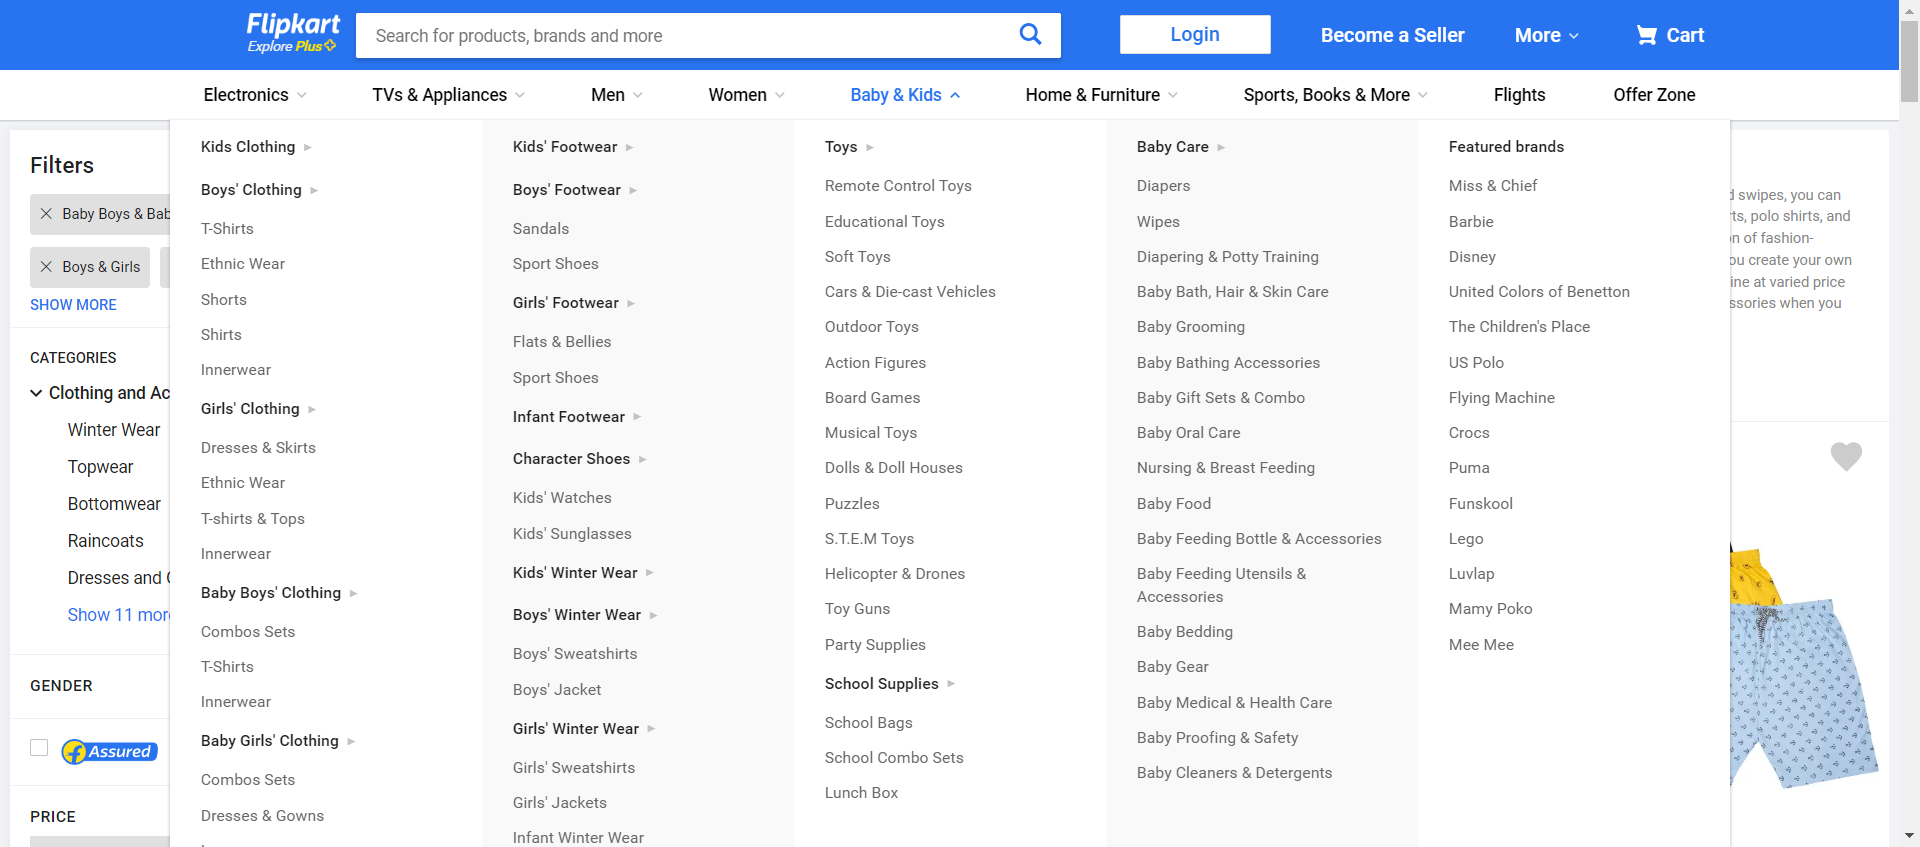 Flipkart
Explore Plus
Search for products, brands and more
Login
Become a Seller
More
Cart
Electronics
TVs & Appliances
Men
Women
Baby & Kids
Home & Furniture
Sports, Books & More
Flights
Offer Zone
Filters
Baby Boys & Bab
Boys & Girls
SHOW MORE
CATEGORIES
Clothing and Ac
Winter Wear
Topwear
Bottomwear
Raincoats
Dresses and
Show 11 more
GENDER
Assured
PRICE
Kids Clothing
Boys' Clothing
T-Shirts
Ethnic Wear
Shorts
Shirts
Innerwear
Girls' Clothing
Dresses & Skirts
Ethnic Wear
T-shirts & Tops
Innerwear
Baby Boys' Clothing
Combos Sets
T-Shirts
Innerwear
Baby Girls' Clothing
Combos Sets
Dresses & Gowns
Kids' Footwear
Boys' Footwear
Sandals
Sport Shoes
Girls' Footwear
Flats & Bellies
Sport Shoes
Infant Footwear
Character Shoes
Kids' Watches
Kids' Sunglasses
Kids' Winter Wear
Boys' Winter Wear
Boys' Sweatshirts
Boys' Jacket
Girls' Winter Wear
Girls' Sweatshirts
Girls' Jackets
Infant Winter Wear
Toys
Remote Control Toys
Educational Toys
Soft Toys
Cars & Die-cast Vehicles
Outdoor Toys
Action Figures
Board Games
Musical Toys
Dolls & Doll Houses
Puzzles
S.T.E.M Toys
Helicopter & Drones
Toy Guns
Party Supplies
School Supplies
School Bags
School Combo Sets
Lunch Box
Baby Care
Diapers
Wipes
Diapering & Potty Training
Baby Bath, Hair & Skin Care
Baby Grooming
Baby Bathing Accessories
Baby Gift Sets & Combo
Baby Oral Care
Nursing & Breast Feeding
Baby Food
Baby Feeding Bottle & Accessories
Baby Feeding Utensils &
Accessories
Baby Bedding
Baby Gear
Baby Medical & Health Care
Baby Proofing & Safety
Baby Cleaners & Detergents
Featured brands
Miss & Chief
Barbie
Disney
United Colors of Benetton
The Children's Place
US Polo
Flying Machine
Crocs
Puma
Funskool
Lego
Luvlap
Mamy Poko
Mee Mee
swipes, you can
rts, polo shirts, and
n of fashion-
ou create your own
ine at varied price
ssories when you